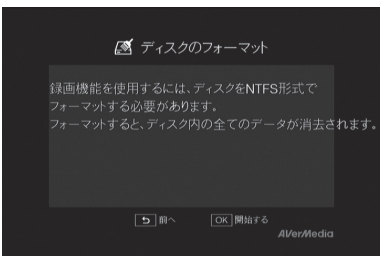 ディスクのフォーマット
録画機能を使用するには、ディスクをNTFS形式で
フォーマットする必要があります。
フォーマットすると、ディスク内の全てのデータが消去されます。
前へ OK 開始する
AVerMedia